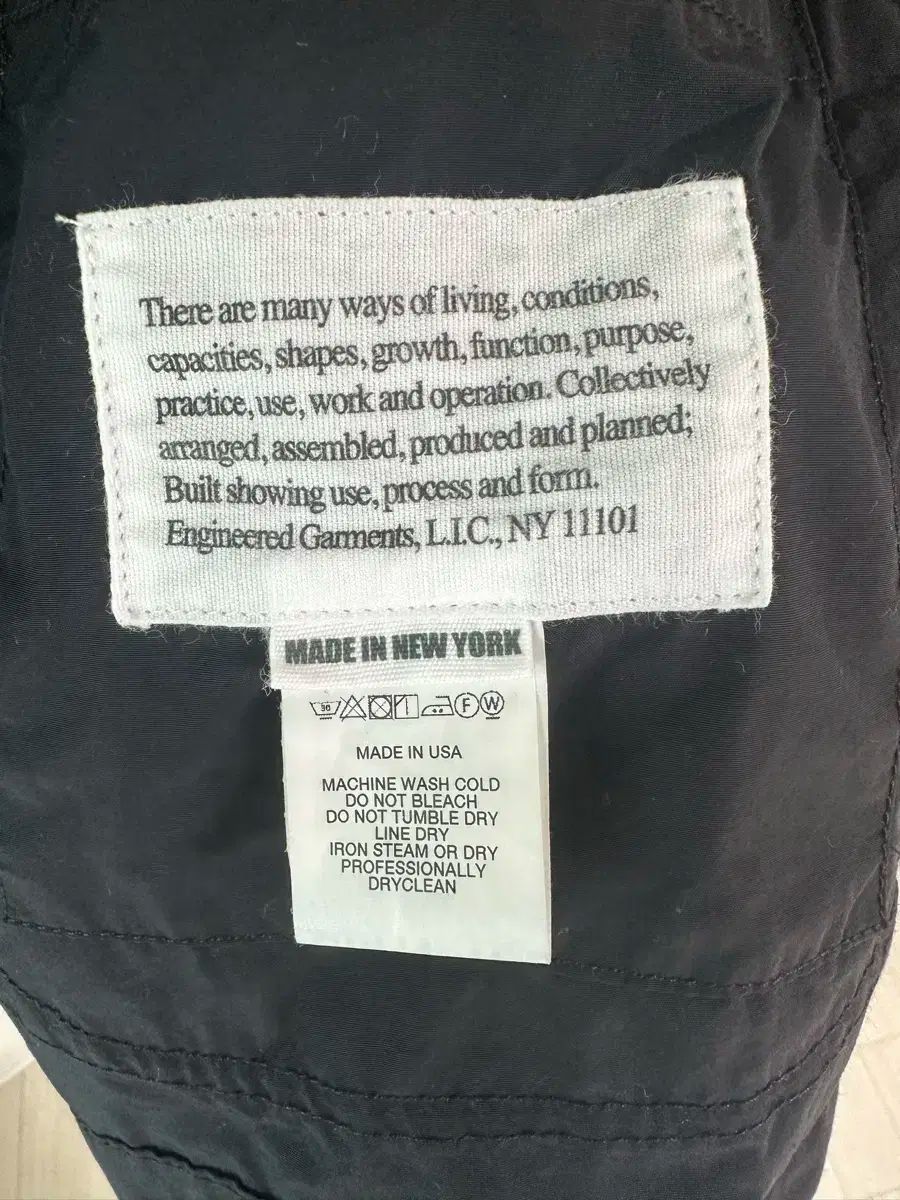 There are many ways of living, conditions,
capacities, shapes, growth, function, purpose,
practice, use, work and operation. Collectively
arranged, assembled, produced and planned;
Built showing use, process and form.
Engineered Garments, L.I.C., NY 11101
MADE IN NEW YORK
30 F W
MADE IN USA
MACHINE WASH COLD
DO NOT BLEACH
DO NOT TUMBLE DRY
LINE DRY
IRON STEAM OR DRY
PROFESSIONALLY
DRYCLEAN